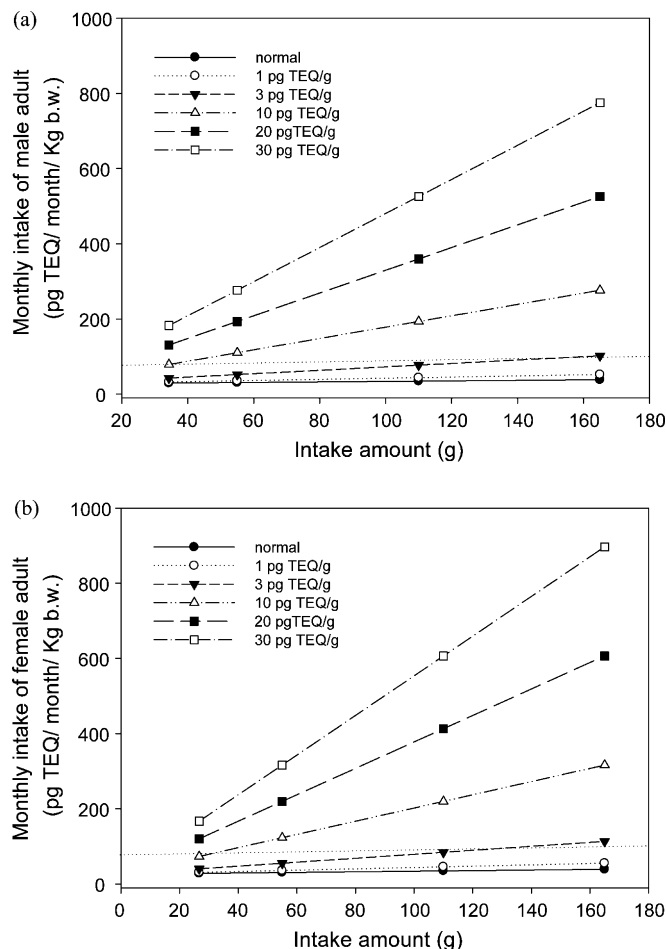 (a)
1000
800
600
400
200
0
Monthly intake of male adult
(pg TEQ/ month/ Kg b.w.)
normal
1 pg TEQ/g
3 pg TEQ/g
10 pg TEQ/g
20 pgTEQ/g
30 pg TEQ/g
20 40 60 80 100 120 140 160 180
Intake amount (g)
(b)
1000
800
600
400
200
0
Monthly intake of female adult
(pg TEQ/ month/ Kg b.w.)
normal
1 pg TEQ/g
3 pg TEQ/g
10 pg TEQ/g
20 pgTEQ/g
30 pg TEQ/g
0 20 40 60 80 100 120 140 160 180
Intake amount (g)